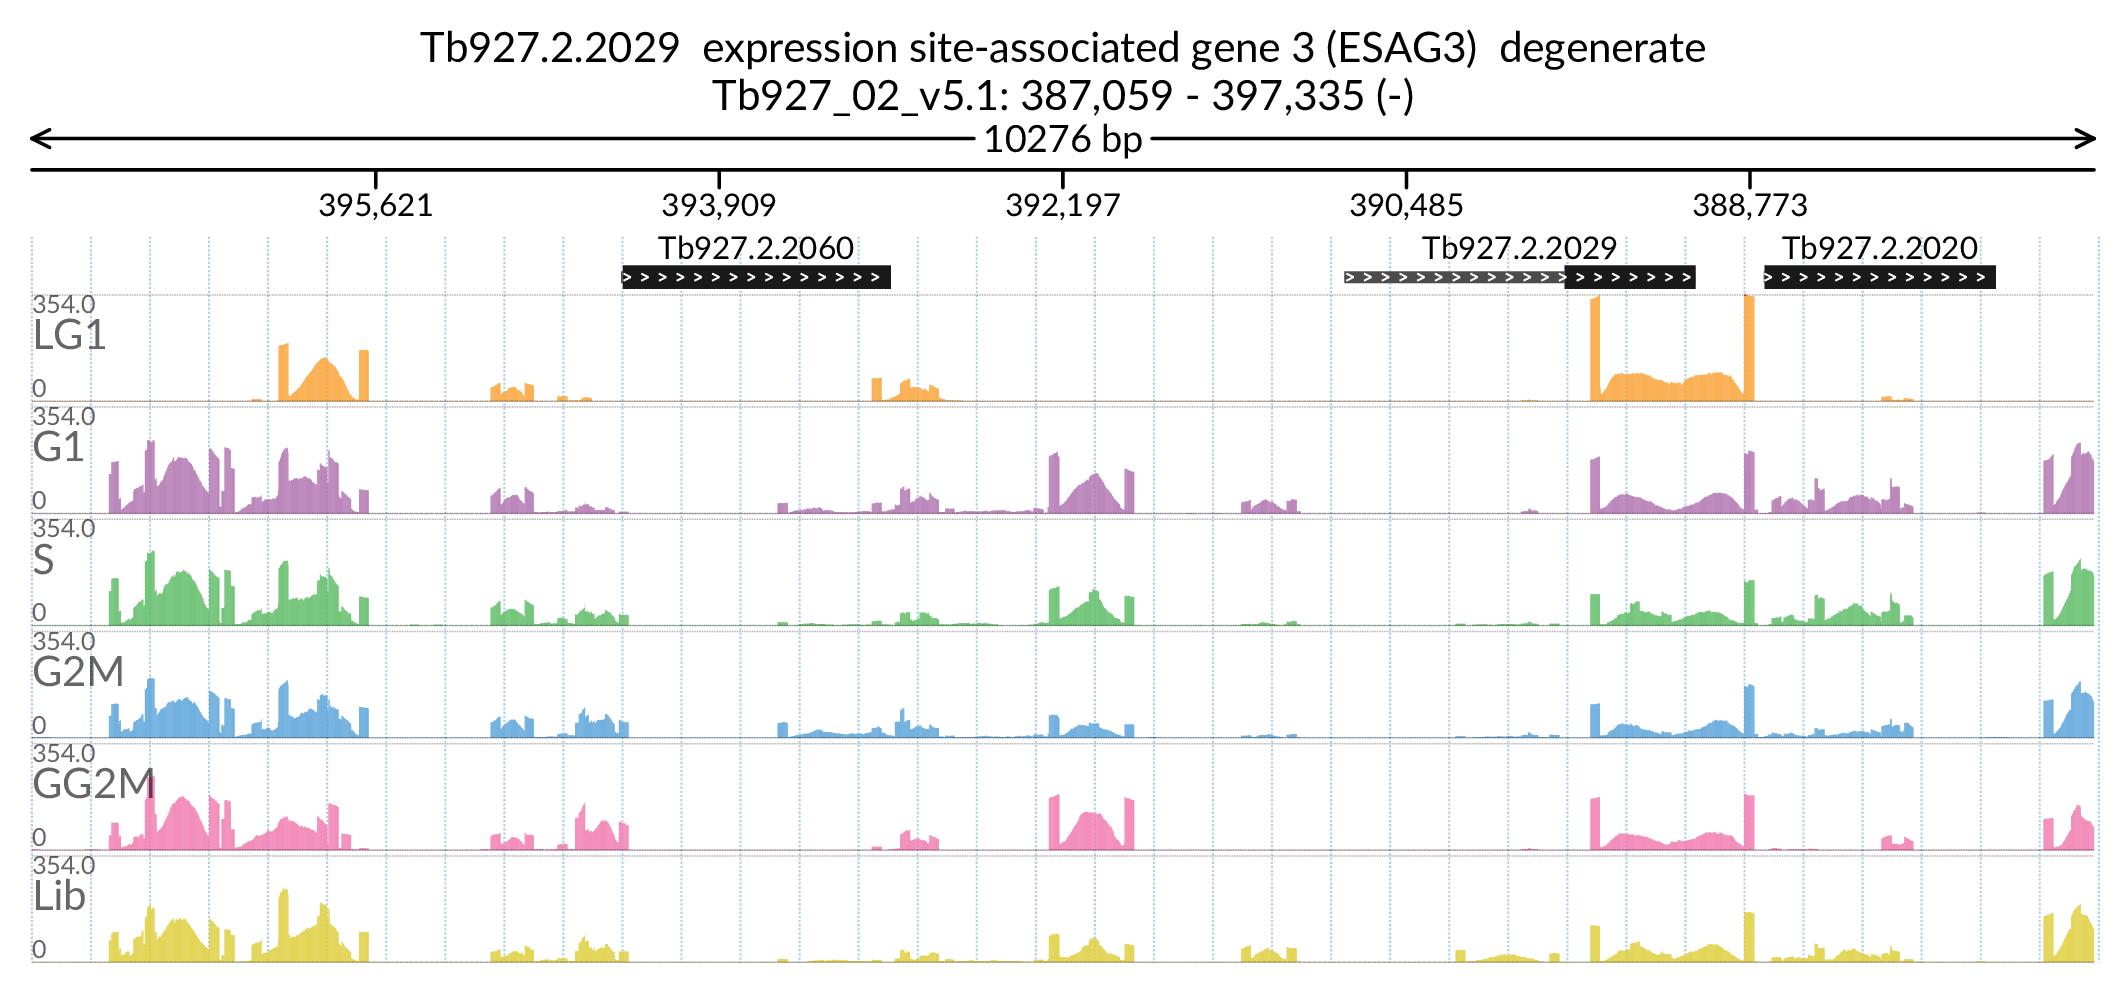 Tb927.2.2029  expression site-associated gene 3 (ESAG3)  degenerate
Tb927_02_v5.1: 387,059 - 397,335 (-)
10276 bp
395,621 393,909 392,197 390,485 388,773
Tb927.2.2060 Tb927.2.2029 Tb927.2.2020
354.0
LG1
0
354.0
G1
0
354.0
S
0
354.0
G2M
0
354.0
GG2M
0
354.0
Lib
0